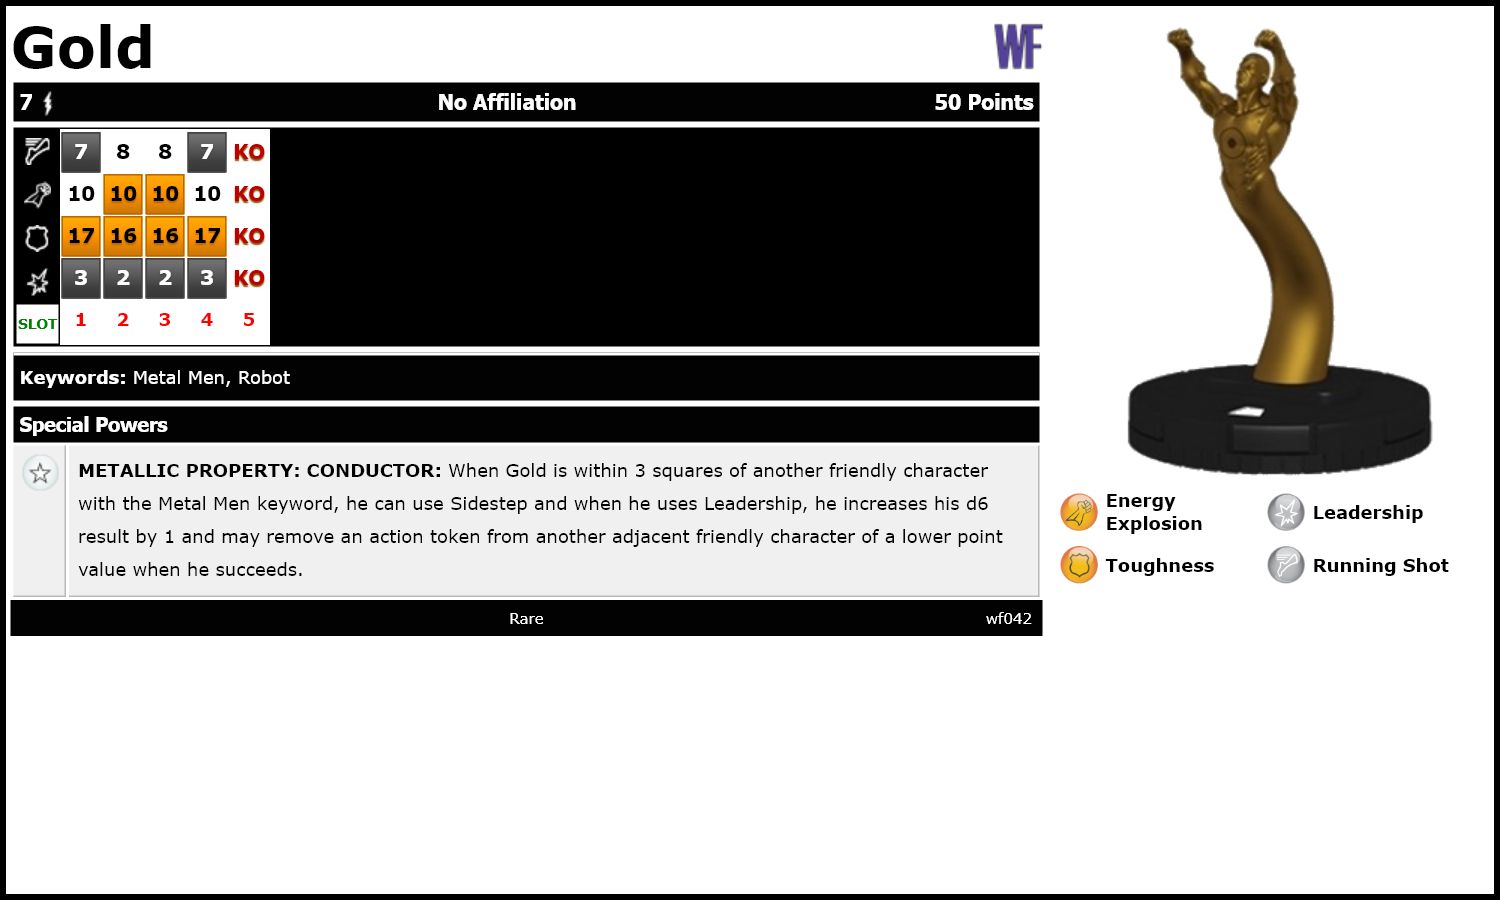 Gold
WF
7 No Affiliation 50 Points
7 8 8 7 KO
10 10 10 10 KO
17 16 16 17 KO
3 2 2 3 KO
SLOT 1 2 3 4 5
Keywords: Metal Men, Robot
Special Powers
METALLIC PROPERTY: CONDUCTOR: When Gold is within 3 squares of another friendly character
with the Metal Men keyword, he can use Sidestep and when he uses Leadership, he increases his d6
result by 1 and may remove an action token from another adjacent friendly character of a lower point
value when he succeeds.
Rare wf042
Energy
Explosion
Leadership
Toughness
Running Shot